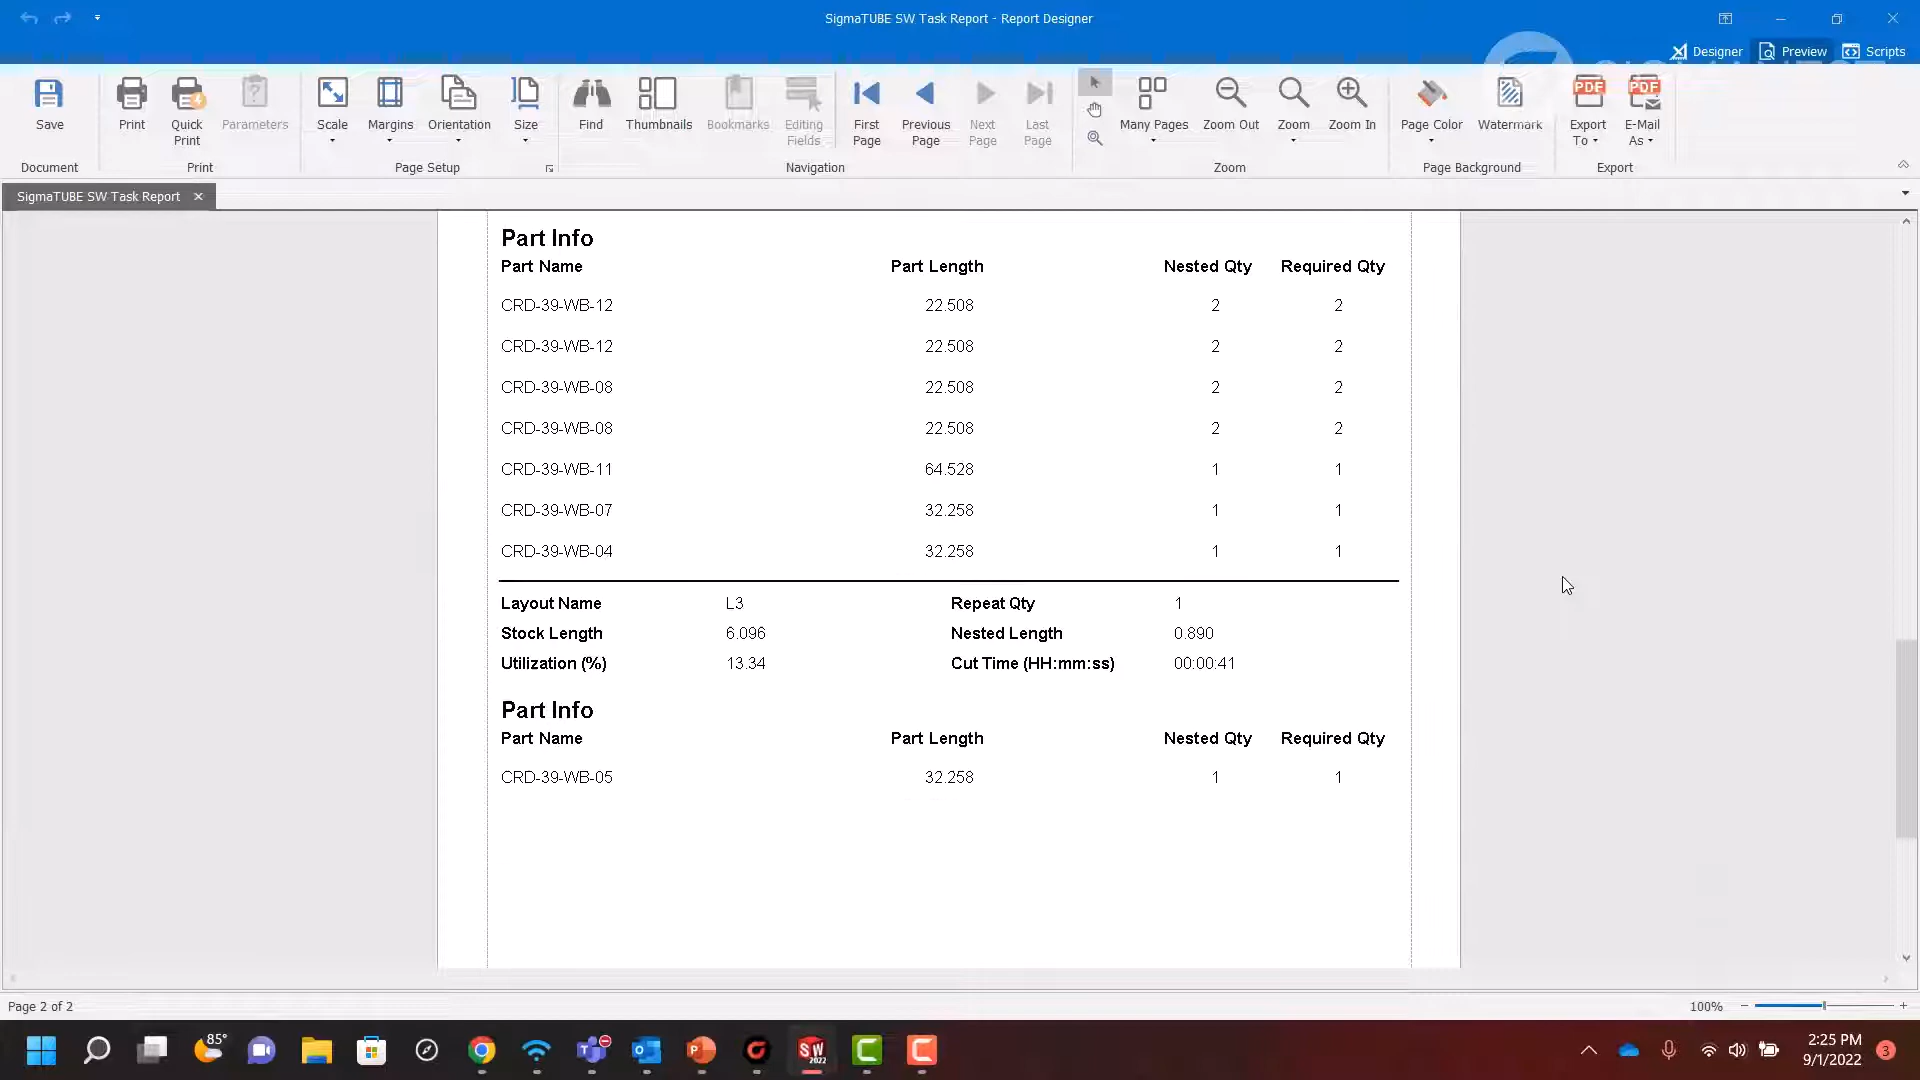 SigmaTUBE SW Task Report - Report Designer
Designer Preview Scripts
Save Print Quick Print Parameters Scale Margins Orientation Size Find Thumbnails Bookmarks Editing Fields First Page Previous Page Next Page Last Page Many Pages Zoom Out Zoom Zoom In Page Color Watermark Export To E-Mail As
Document Print Page Setup Navigation Zoom Page Background Export
SigmaTUBE SW Task Report
Part Info
Part Name Part Length Nested Qty Required Qty
CRD-39-WB-12 22.508 2 2
CRD-39-WB-12 22.508 2 2
CRD-39-WB-08 22.508 2 2
CRD-39-WB-08 22.508 2 2
CRD-39-WB-11 64.528 1 1
CRD-39-WB-07 32.258 1 1
CRD-39-WB-04 32.258 1 1
Layout Name L3 Repeat Qty 1
Stock Length 6.096 Nested Length 0.890
Utilization (%) 13.34 Cut Time (HH:mm:ss) 00:00:41
Part Info
Part Name Part Length Nested Qty Required Qty
CRD-39-WB-05 32.258 1 1
Page 2 of 2 100%
85° SW 2022 2:25 PM
9/1/2022 3